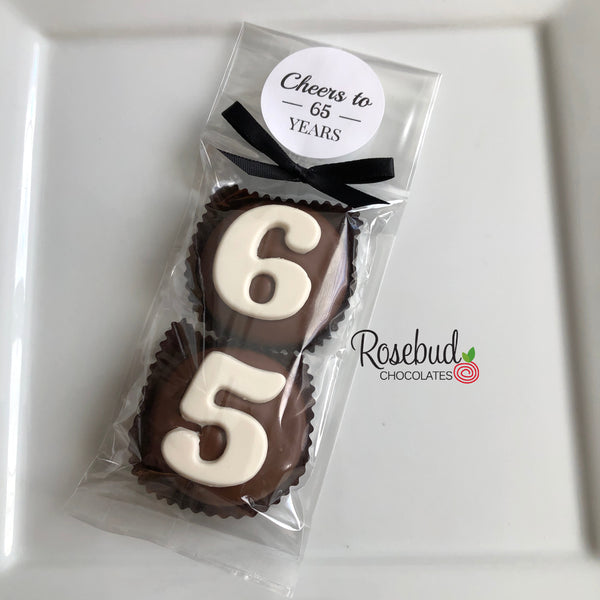 Cheers to
65
YEARS
6
5
Rosebud
CHOCOLATES